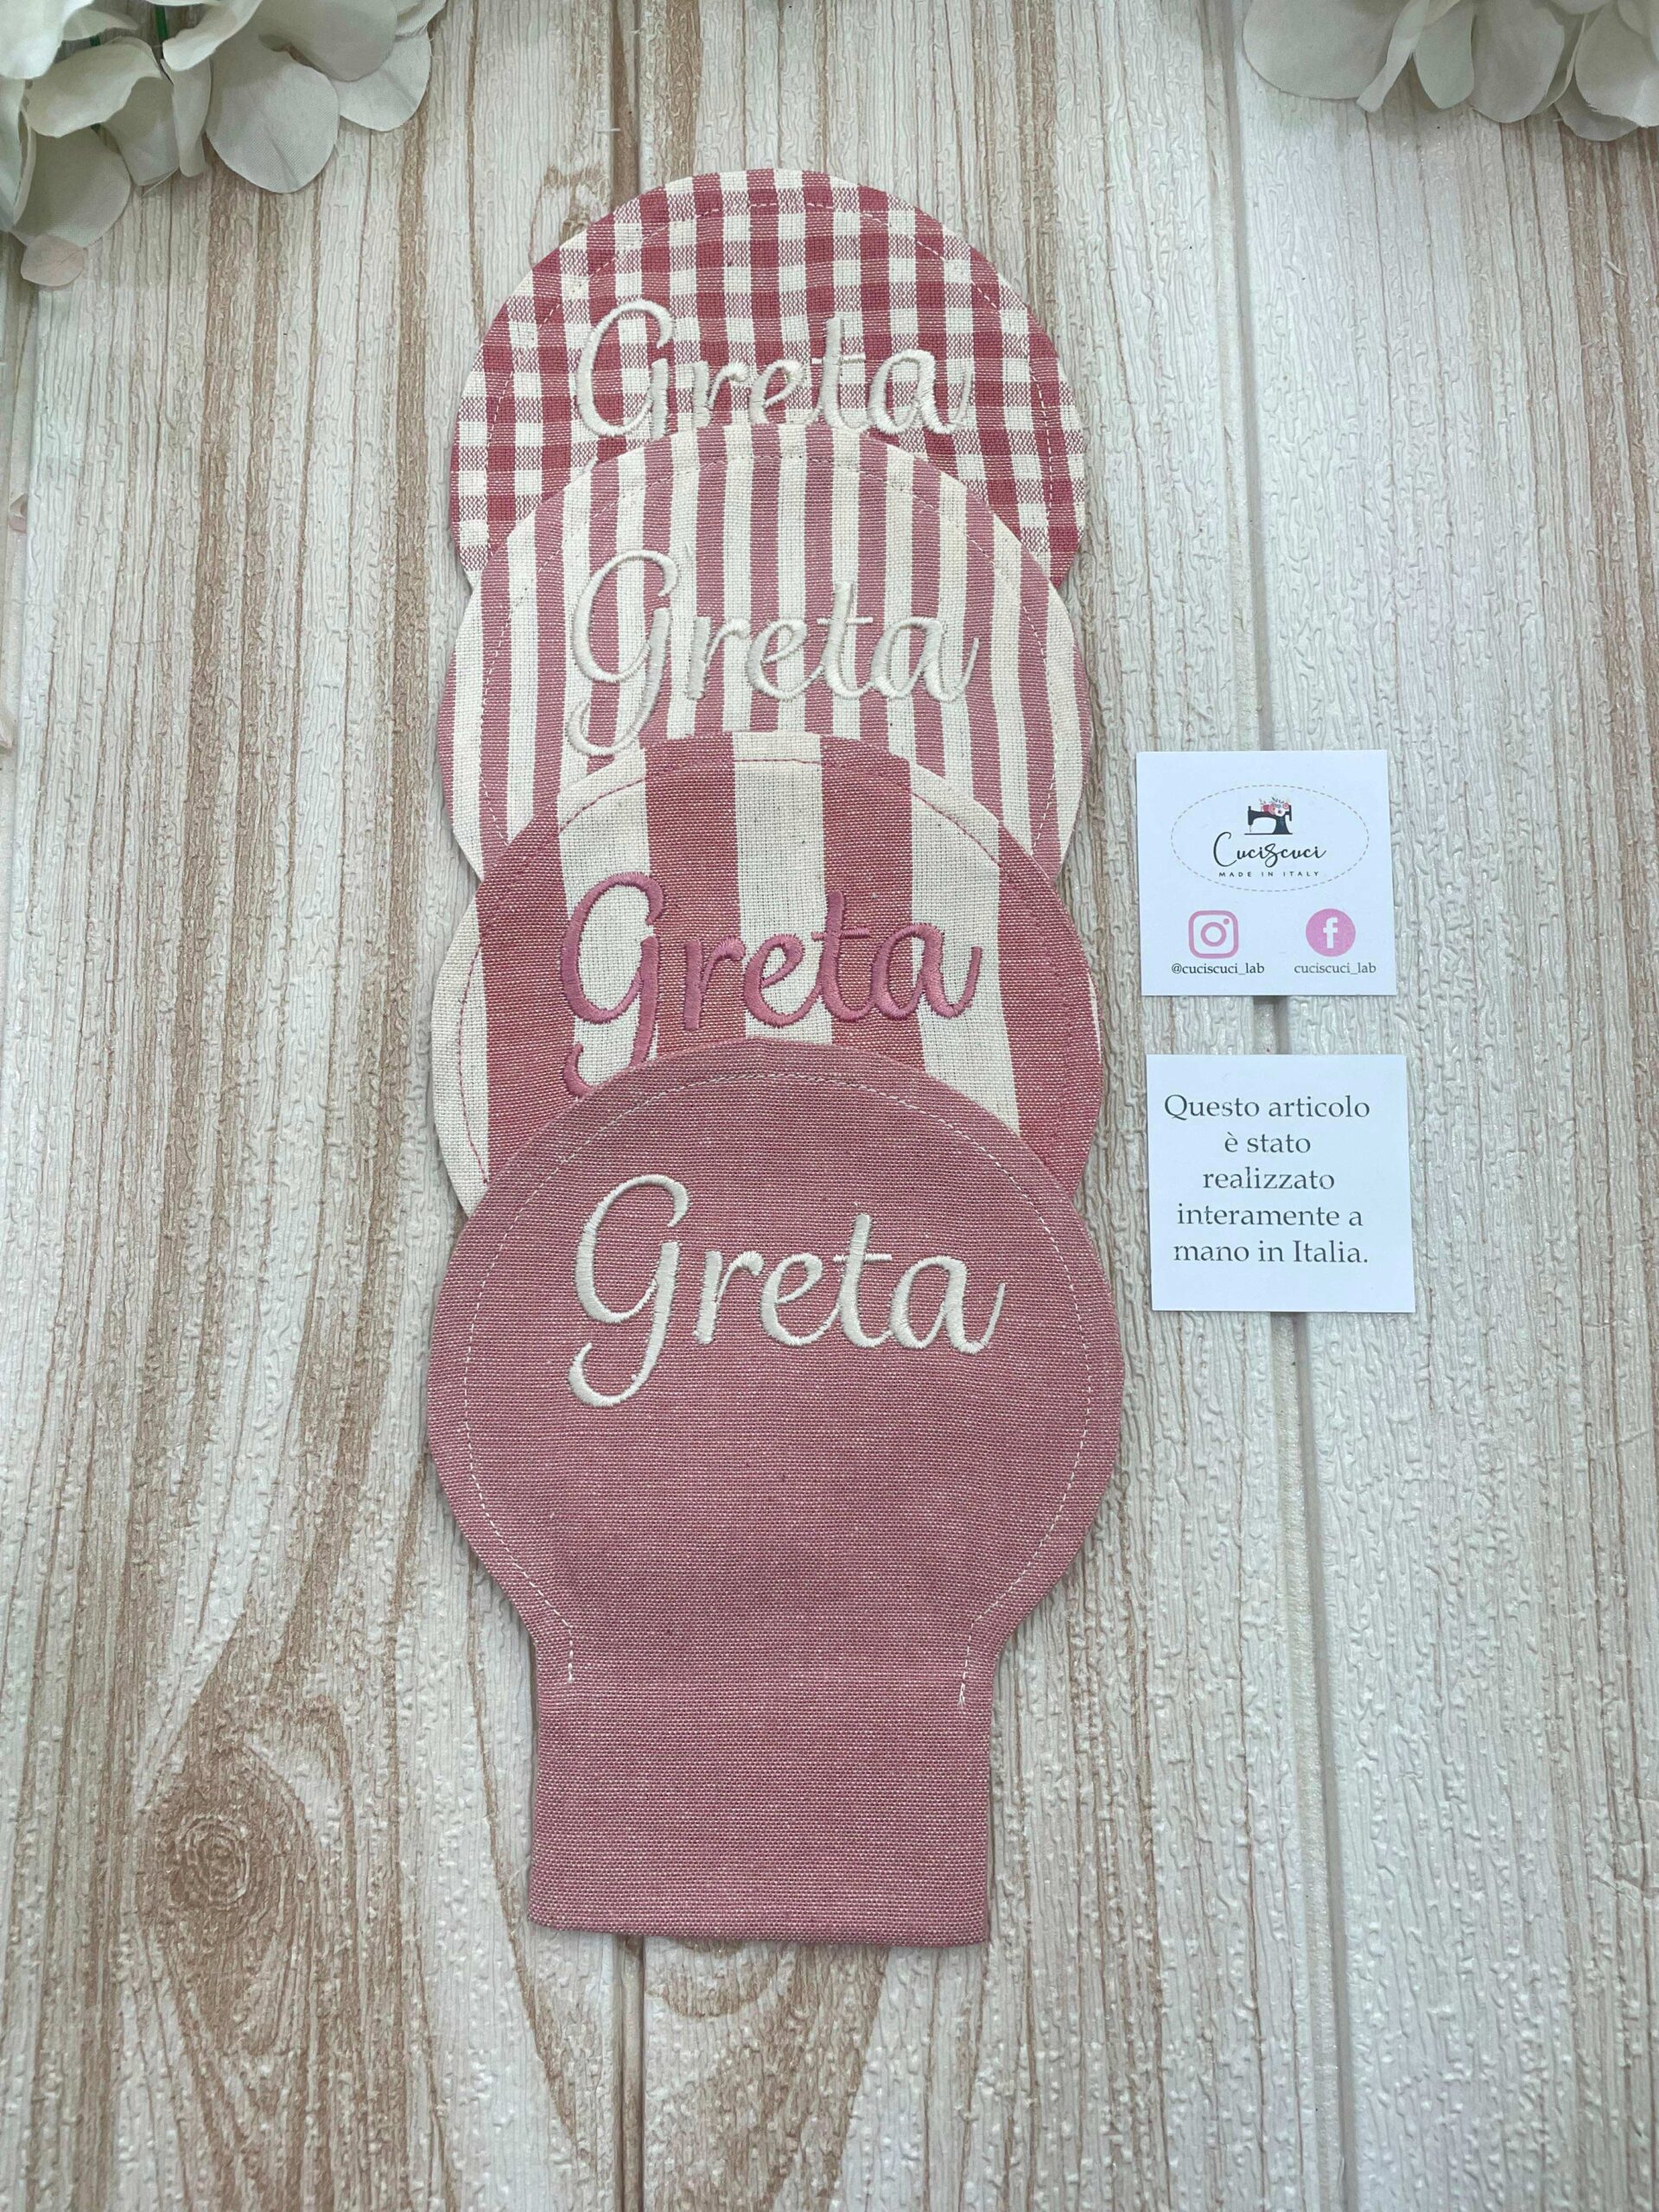 Greta
Greta
Greta
Greta
CuciScuci
MADE IN ITALY
@cuciscuci_lab cuciscuci_lab
Questo articolo
è stato
realizzato
interamente a
mano in Italia.